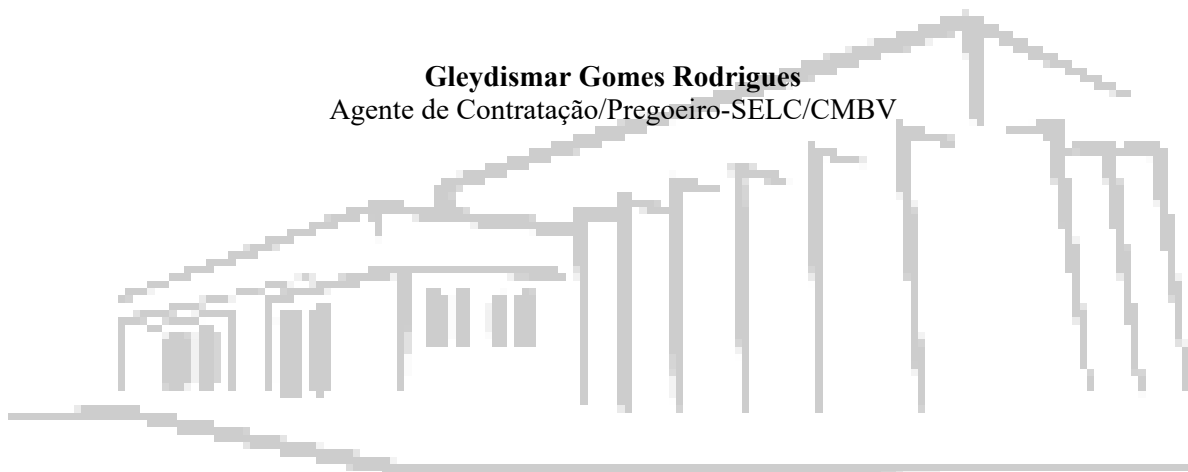 Gleydismar Gomes Rodrigues
Agente de Contratação/Pregoeiro-SELC/CMBV